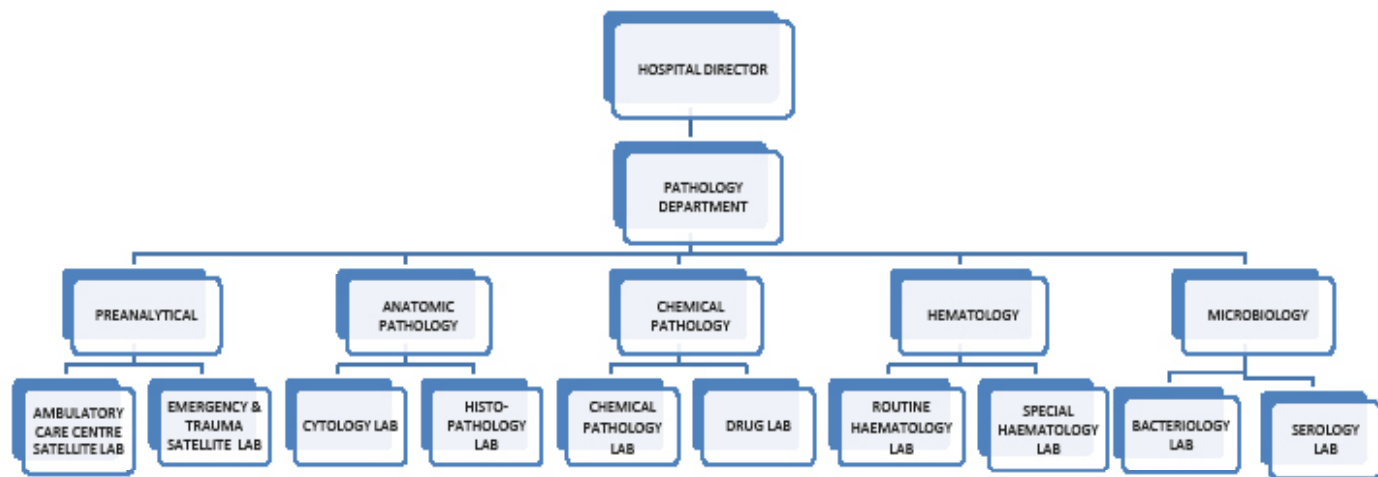 HOSPITAL DIRECTOR
PATHOLOGY
DEPARTMENT
PREANALYTICAL
ANATOMIC
PATHOLOGY
CHEMICAL
PATHOLOGY
HEMATOLOGY
MICROBIOLOGY
AMBULATORY
CARE CENTRE
SATELLITE LAB
EMERGENCY &
TRAUMA
SATELLITE LAB
CYTOLOGY LAB
HISTO-
PATHOLOGY
LAB
CHEMICAL
PATHOLOGY LAB
DRUG LAB
ROUTINE
HAEMATOLOGY
LAB
SPECIAL
HAEMATOLOGY
LAB
BACTERIOLOGY
LAB
SEROLOGY
LAB